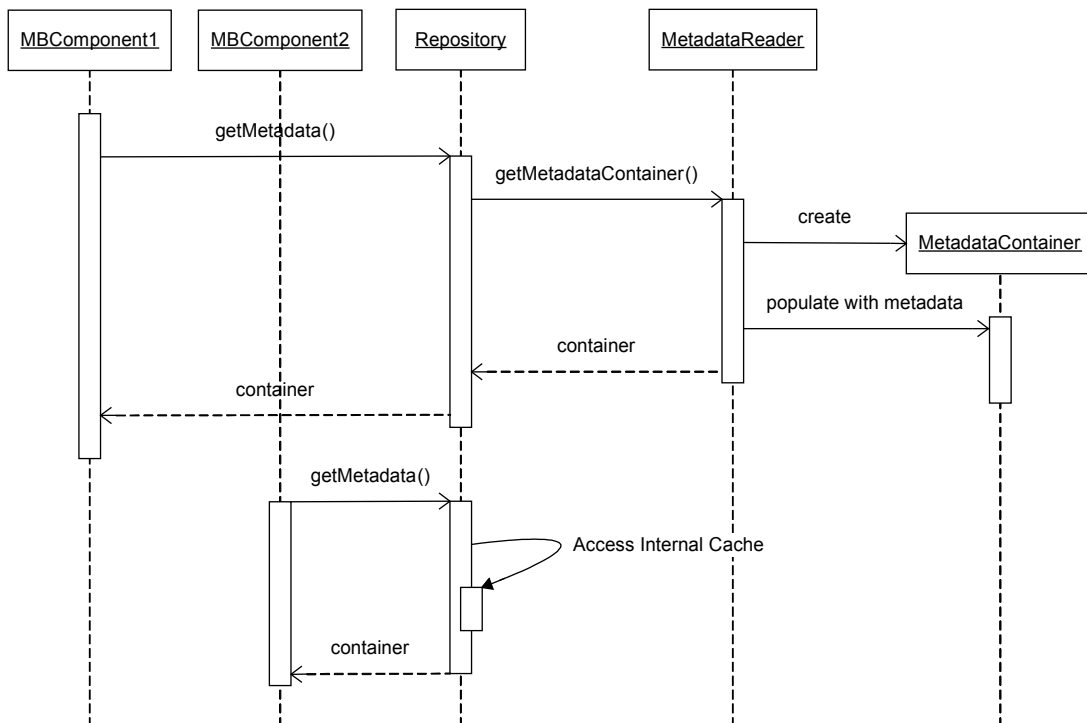 MBComponent1
MBComponent2
Repository
MetadataReader
getMetadata()
getMetadataContainer()
create
MetadataContainer
populate with metadata
container
container
getMetadata()
Access Internal Cache
container